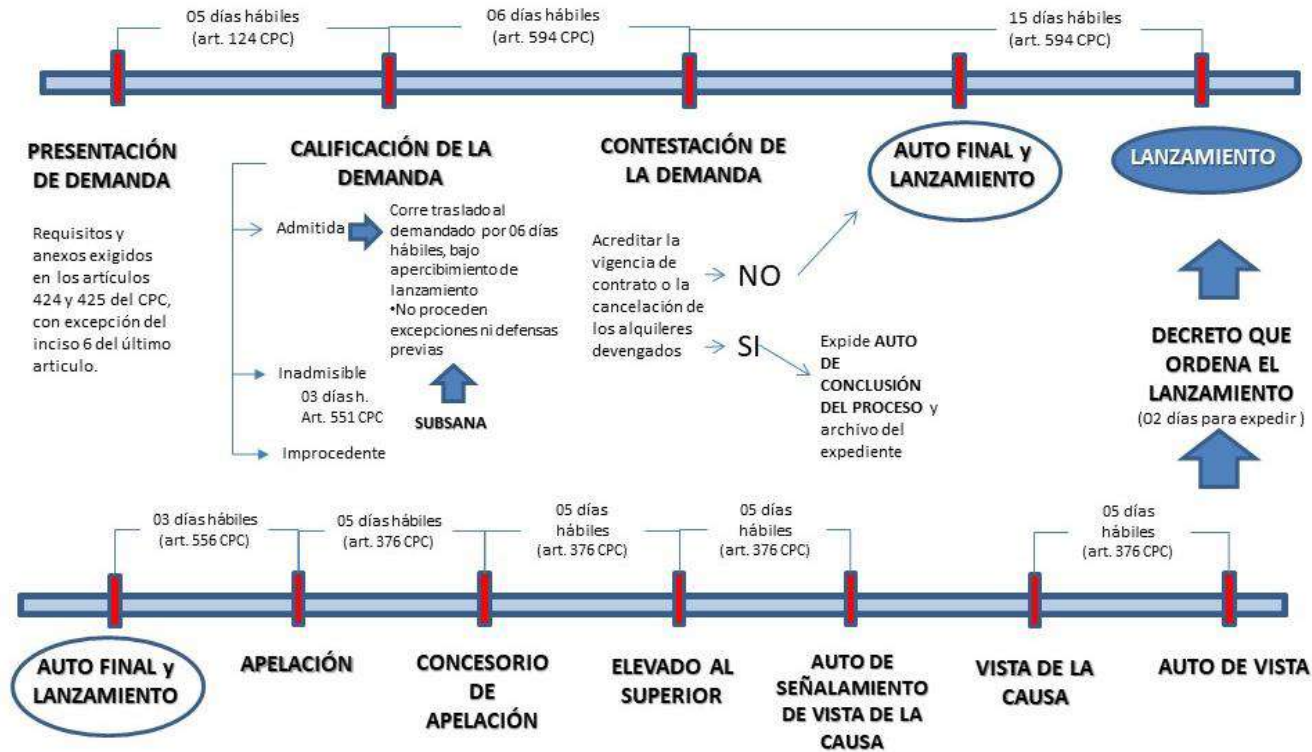 05 días hábiles
(art. 124 CPC)
06 días hábiles
(art. 594 CPC)
15 días hábiles
(art. 594 CPC)
PRESENTACIÓN
DE DEMANDA
Requisitos y
anexos exigidos
en los artículos
424 y 425 del CPC,
con excepción del
inciso 6 del último
articulo.
CALIFICACIÓN DE LA
DEMANDA
Admitida
Corre traslado al
demandado por 06 días
hábiles, bajo
apercibimiento de
lanzamiento
•No proceden
excepciones ni defensas
previas
Inadmisible
03 días h.
Art. 551 CPC
SUBSANA
Improcedente
CONTESTACIÓN DE
LA DEMANDA
Acreditar la
vigencia de
contrato o la
cancelación de
los alquileres
devengados
NO
SI
Expide AUTO
DE
CONCLUSIÓN
DEL PROCESO y
archivo del
expediente
AUTO FINAL y
LANZAMIENTO
LANZAMIENTO
DECRETO QUE
ORDENA EL
LANZAMIENTO
(02 días para expedir )
03 días hábiles
(art. 556 CPC)
05 días hábiles
(art. 376 CPC)
05 días
hábiles
(art. 376 CPC)
05 días
hábiles
(art. 376 CPC)
05 días
hábiles
(art. 376 CPC)
AUTO FINAL y
LANZAMIENTO
APELACIÓN
CONCESORIO
DE
APELACIÓN
ELEVADO AL
SUPERIOR
AUTO DE
SEÑALAMIENTO
DE VISTA DE LA
CAUSA
VISTA DE LA
CAUSA
AUTO DE VISTA